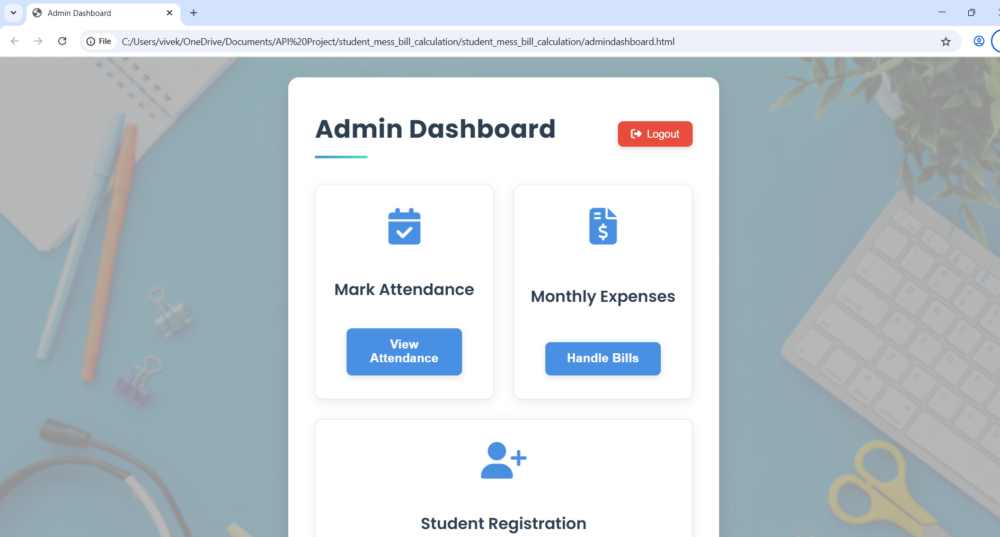 Admin Dashboard
File
C:/Users/vivek/OneDrive/Documents/API%20Project/student_mess_bill_calculation/student_mess_bill_calculation/admindashboard.html
Admin Dashboard
Logout
Mark Attendance
View
Attendance
Monthly Expenses
Handle Bills
Student Registration